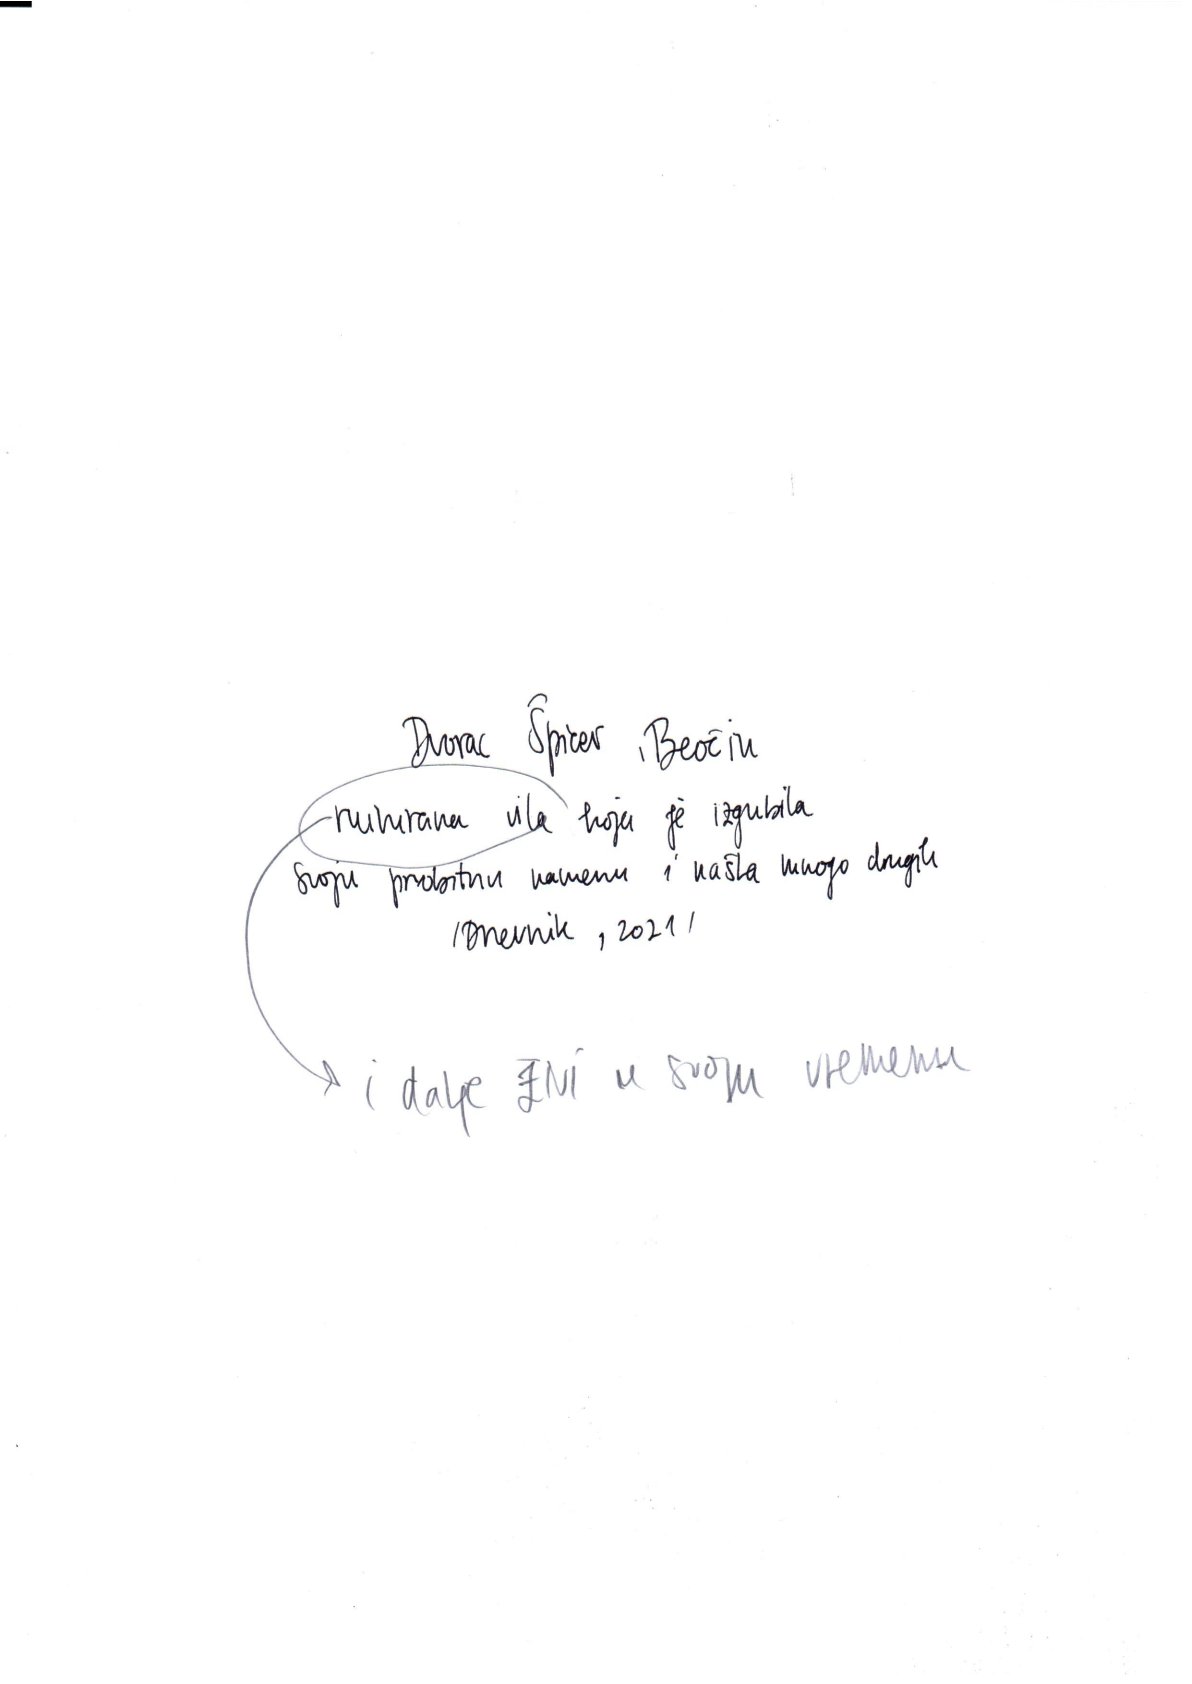 Dvorac Špicer, Beočin
ruinirana vila koja je izgubila
svoju prvobitnu namenu i našla mnogo drugih
/Dnevnik, 2021/
i dalje ŽIVI u svoju vremenu